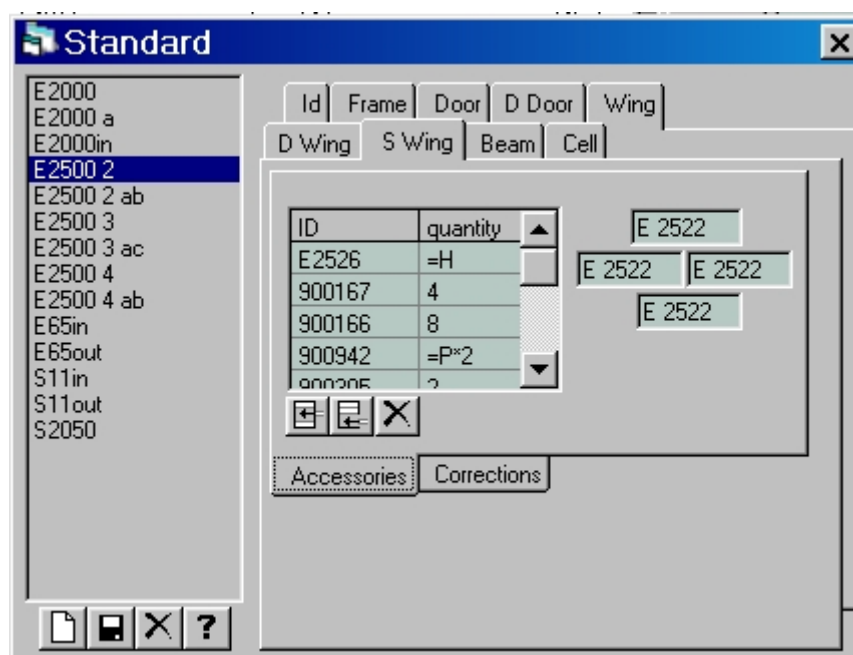 Standard
E2000
E2000 a
E2000in
E2500 2
E2500 2 ab
E2500 3
E2500 3 ac
E2500 4
E2500 4 ab
E65in
E65out
S11in
S11out
S2050
Id Frame Door D Door Wing
D Wing S Wing Beam Cell
ID quantity
E2526 =H
900167 4
900166 8
900942 =P*2
E 2522
E 2522 E 2522
E 2522
Accessories Corrections
?